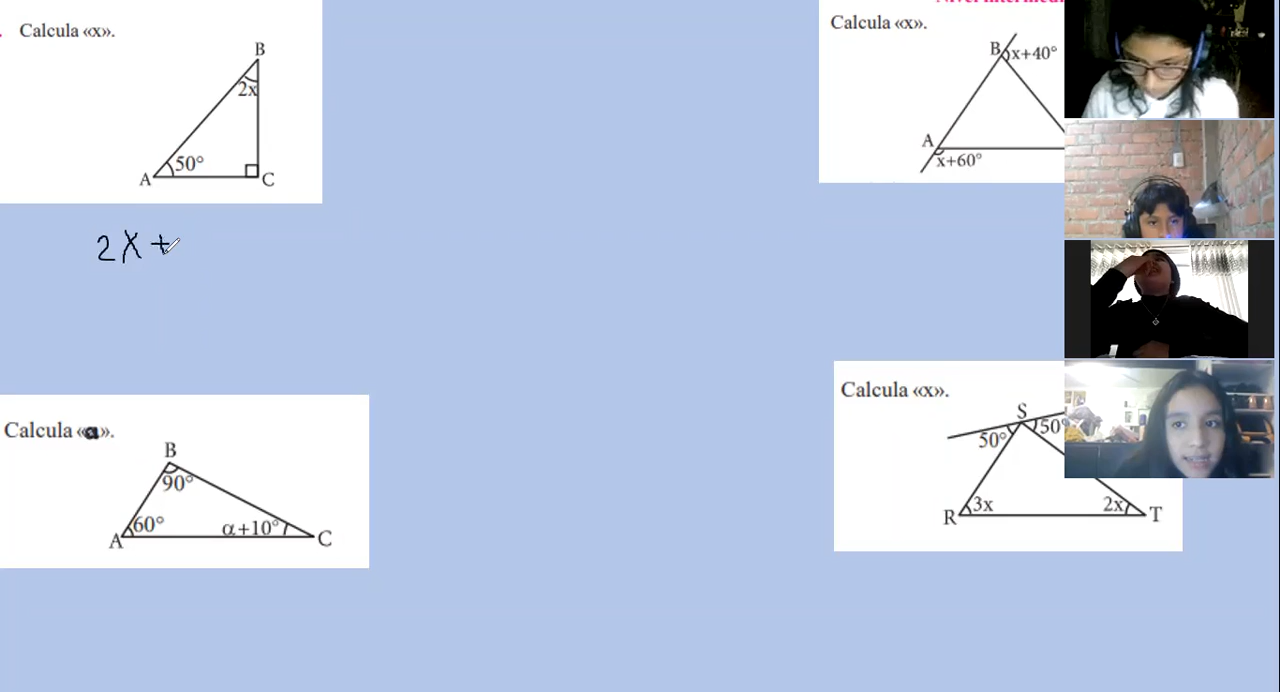 Calcula «x».
B
2x
50°
A
C
2X +
Calcula «a».
B
90°
60°
α+10°
A
C
Calcula «x».
B
x+40°
A
x+60°
Calcula «x».
S
50°
50°
R
3x
2x
T